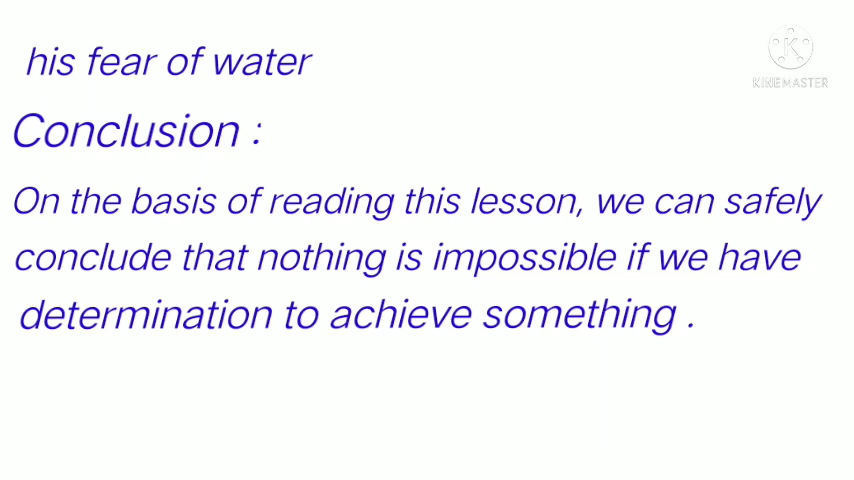 his fear of water
KINEMASTER
Conclusion :
On the basis of reading this lesson, we can safely
conclude that nothing is impossible if we have
determination to achieve something .